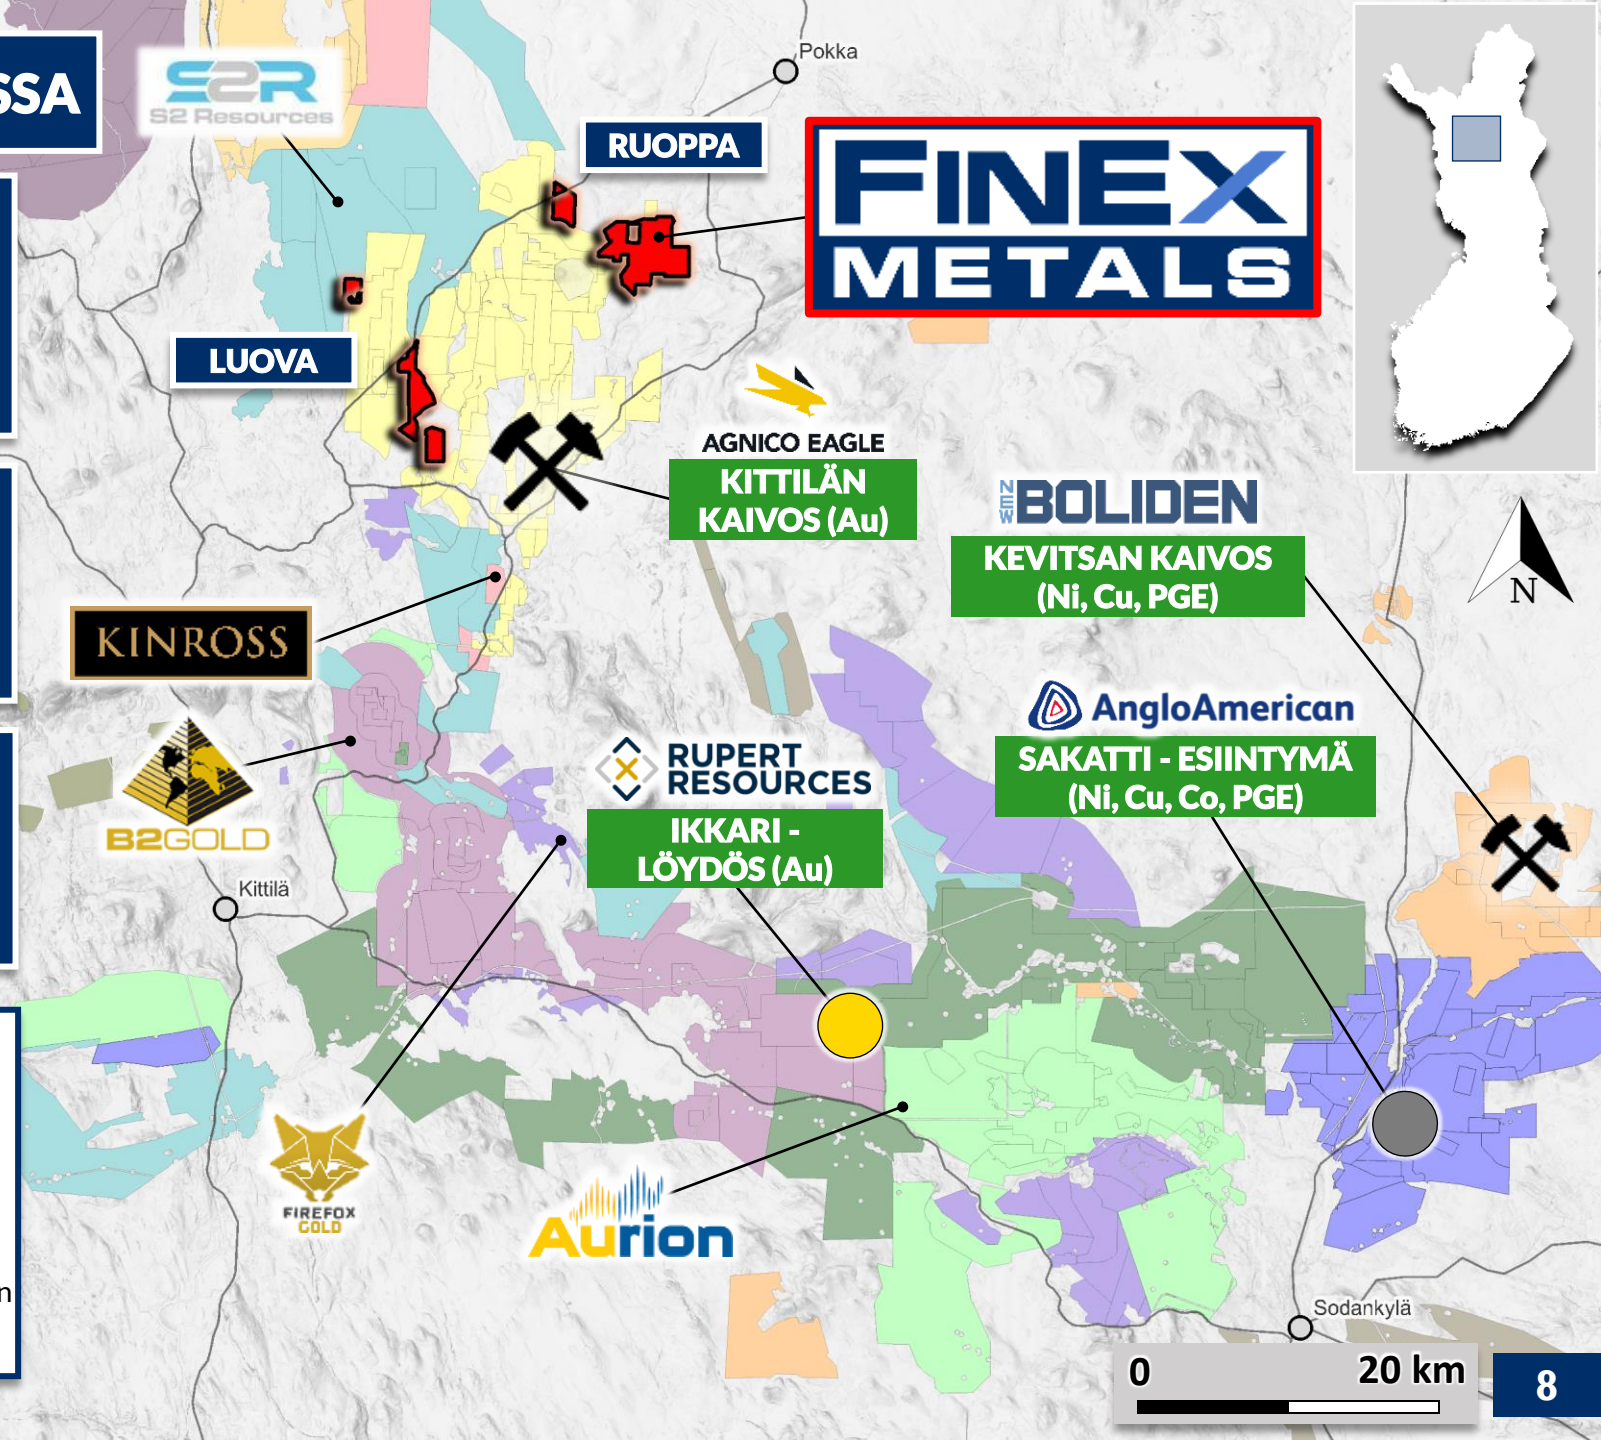 SSA
S2R
S2 Resources
Pokka
RUOPPA
FINEX
METALS
LUOVA
AGNICO EAGLE
KITTILÄN
KAIVOS (Au)
NEW BOLIDEN
KEVITSAN KAIVOS
(Ni, Cu, PGE)
N
KINROSS
AngloAmerican
SAKATTI - ESIINTYMÄ
(Ni, Cu, Co, PGE)
B2GOLD
RUPERT
RESOURCES
IKKARI -
LÖYDÖS (Au)
Kittilä
FIREFOX
GOLD
Aurion
n
Sodankylä
0 20 km
8